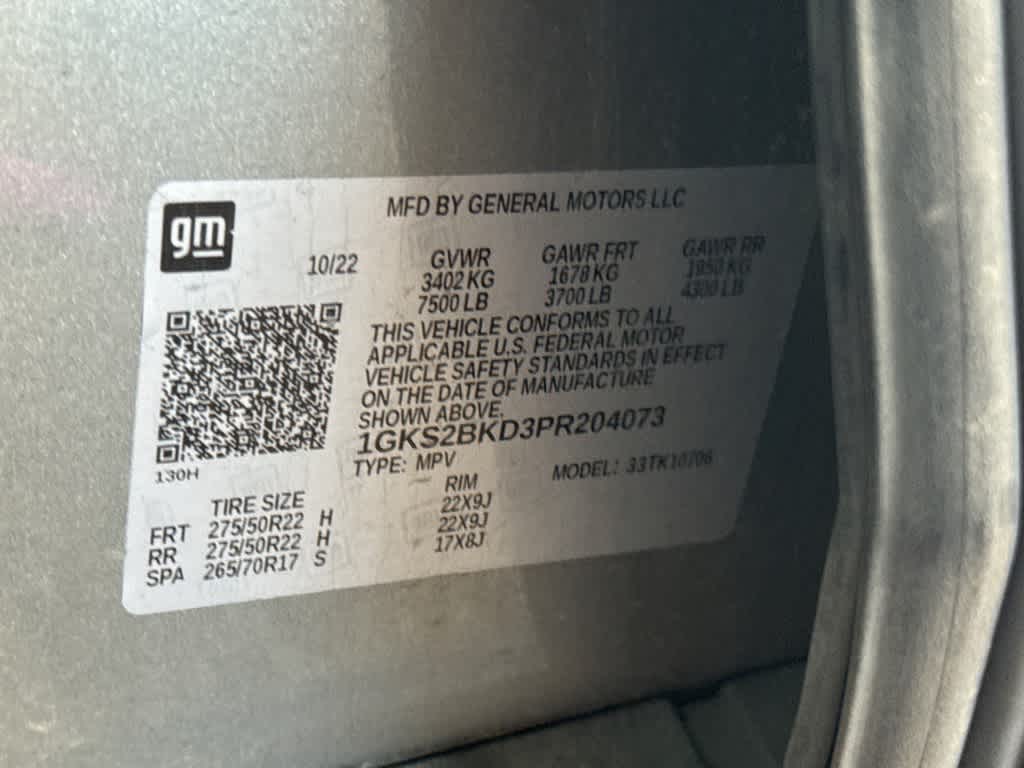 gm
MFD BY GENERAL MOTORS LLC
10/22 GVWR GAWR FRT GAWR RR
3402 KG 1678 KG 1950 KG
7500 LB 3700 LB 4300 LB
THIS VEHICLE CONFORMS TO ALL
APPLICABLE U.S. FEDERAL MOTOR
VEHICLE SAFETY STANDARDS IN EFFECT
ON THE DATE OF MANUFACTURE
SHOWN ABOVE.
1GKS2BKD3PR204073
130H
TYPE: MPV MODEL: 33TK10706
TIRE SIZE RIM
FRT 275/50R22 H 22X9J
RR 275/50R22 H 22X9J
SPA 265/70R17 S 17X8J